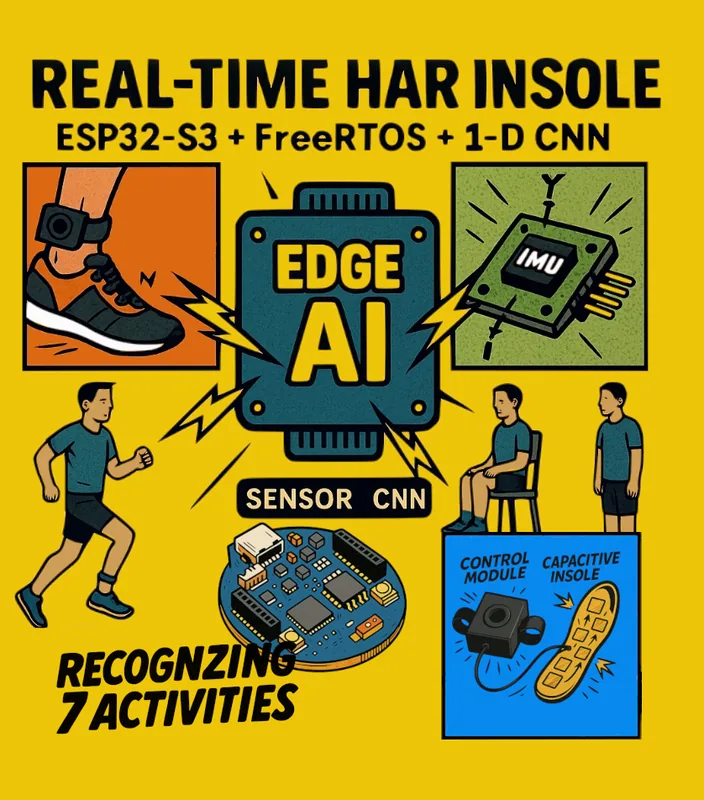 REAL-TIME HAR INSOLE
ESP32-S3 + FreeRTOS + 1-D CNN
EDGE
AI
Y
IMU
SENSOR CNN
CONTROL
MODULE
CAPACITIVE
INSOLE
RECOGNZING
7 ACTIVITIES